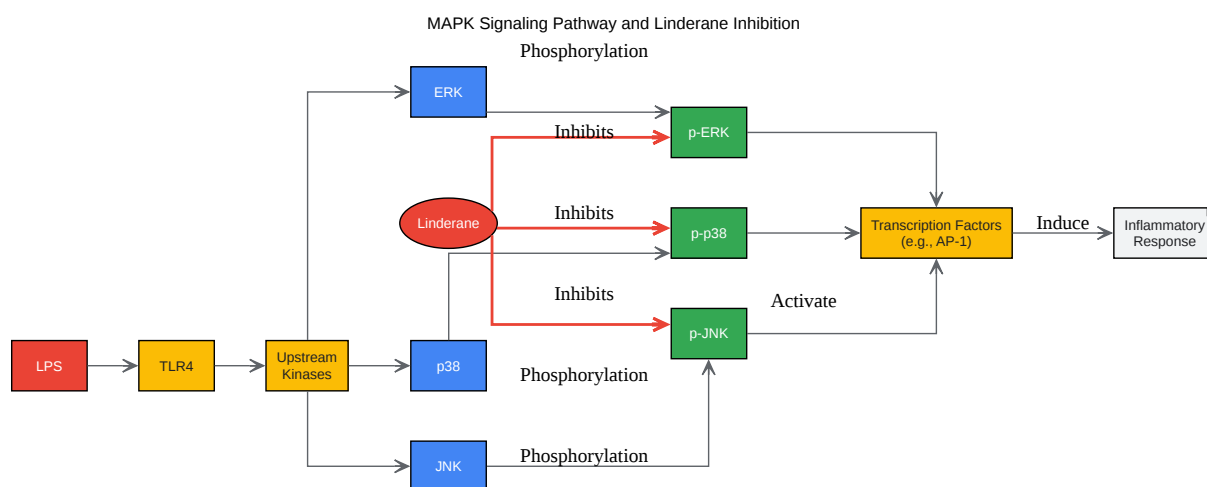 MAPK Signaling Pathway and Linderane Inhibition
Phosphorylation
ERK
Inhibits
p-ERK
Linderane
Inhibits
p-p38
Transcription Factors
(e.g., AP-1)
Induce
Inflammatory
Response
Inhibits
Activate
p-JNK
LPS
TLR4
Upstream
Kinases
p38
Phosphorylation
JNK
Phosphorylation